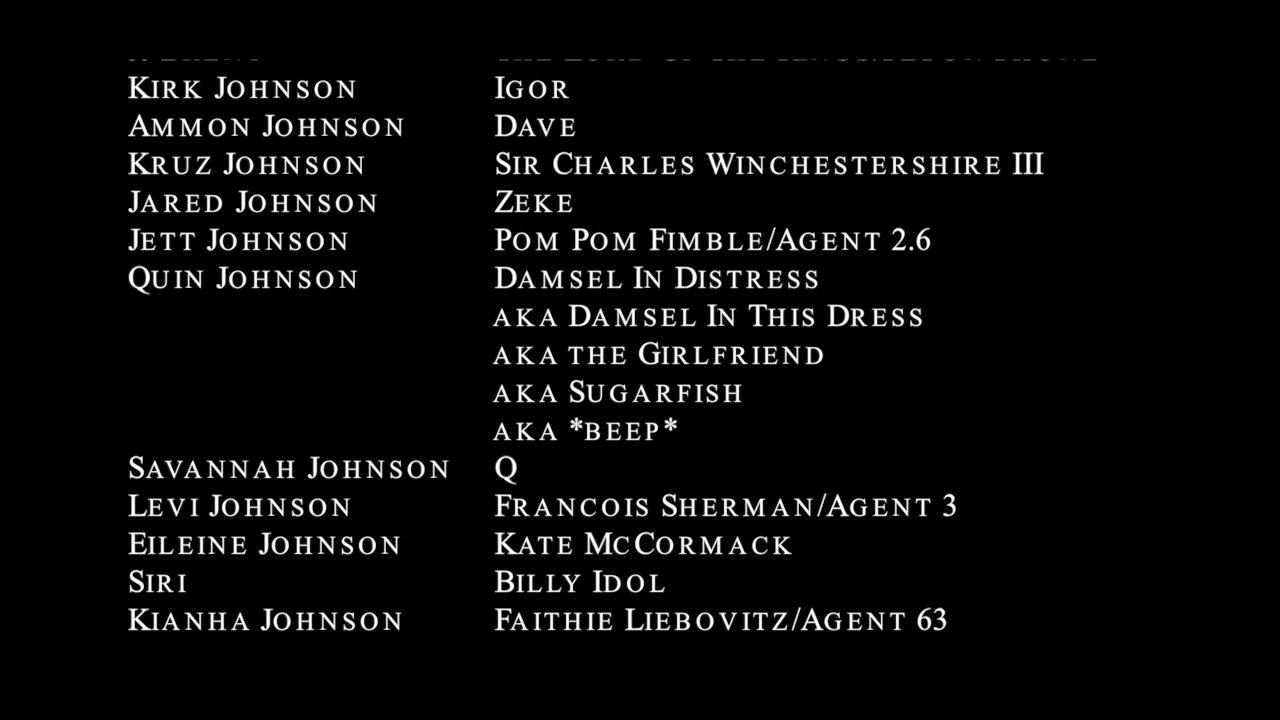 Kirk Johnson Igor
Ammon Johnson Dave
Kruz Johnson Sir Charles Winchestershire III
Jared Johnson Zeke
Jett Johnson Pom Pom Fimble/Agent 2.6
Quin Johnson Damsel In Distress
aka Damsel In This Dress
aka the Girlfriend
aka Sugarfish
aka *beep*
Savannah Johnson Q
Levi Johnson Francois Sherman/Agent 3
Eileine Johnson Kate McCormack
Siri Billy Idol
Kianha Johnson Faithie Liebovitz/Agent 63